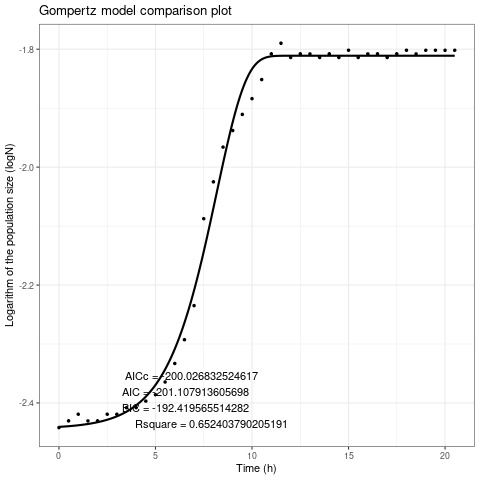 Gompertz model comparison plot
Logarithm of the population size (logN)
-1.8
-2.0
-2.2
-2.4
AICc = -200.026832524617
AIC = -201.107913605698
BIC = -192.419565514282
Rsquare = 0.652403790205191
0 5 10 15 20
Time (h)